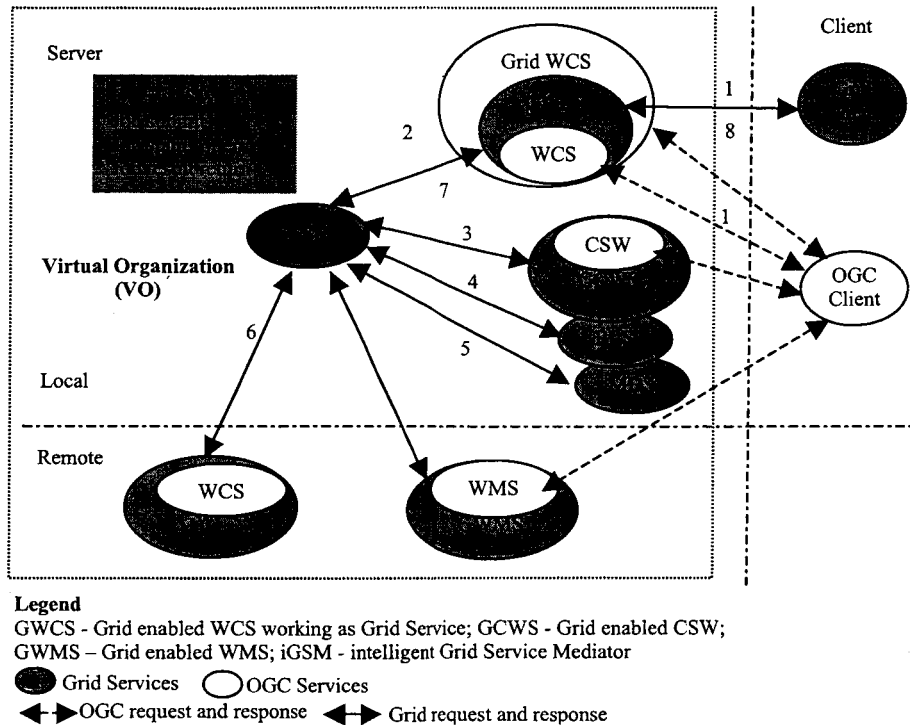 Server
Client
Grid WCS
WCS
1
8
2
7
1
3
CSW
4
5
6
Virtual Organization
(VO)
OGC
Client
Local
Remote
WCS
WMS
Legend
GWCS - Grid enabled WCS working as Grid Service; GCWS - Grid enabled CSW;
GWMS – Grid enabled WMS; iGSM - intelligent Grid Service Mediator
Grid Services OGC Services
OGC request and response Grid request and response